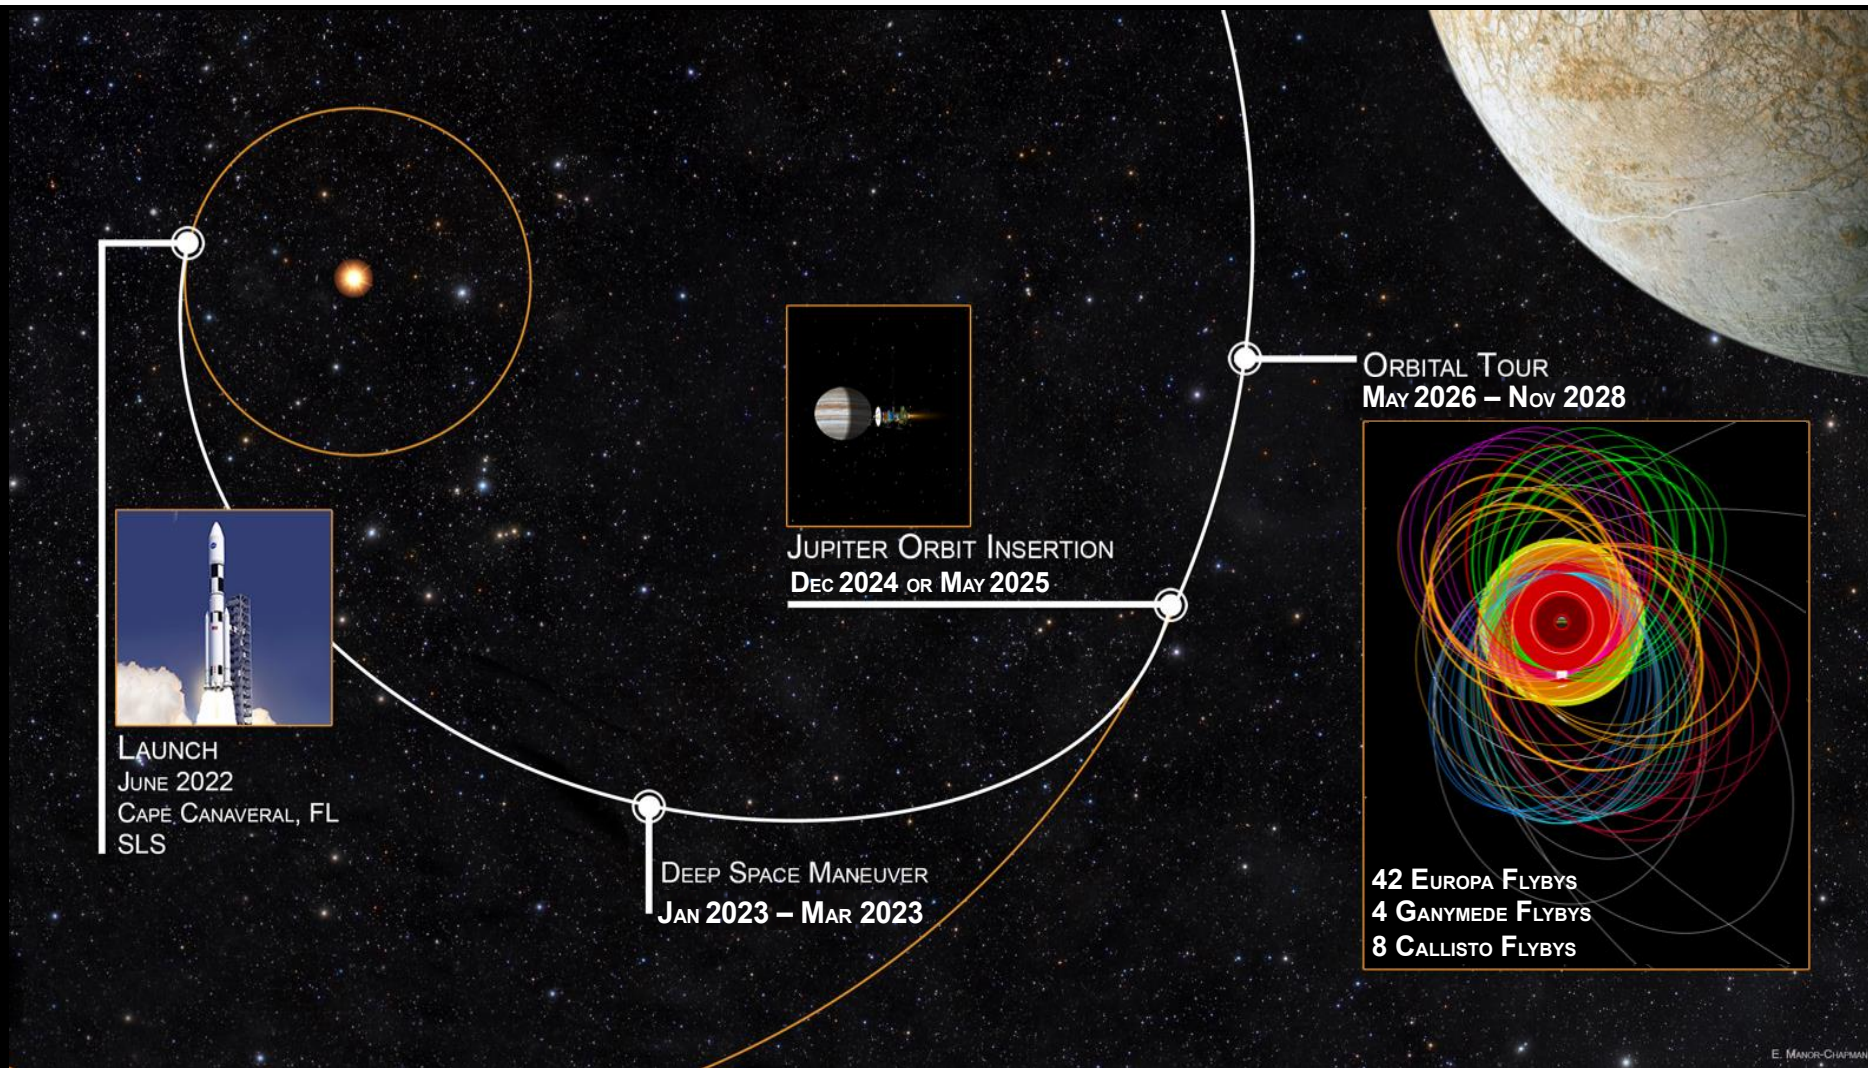 Launch
June 2022
Cape Canaveral, FL
SLS
Deep Space Maneuver
Jan 2023 – Mar 2023
Jupiter Orbit Insertion
Dec 2024 or May 2025
Orbital Tour
May 2026 – Nov 2028
42 Europa Flybys
4 Ganymede Flybys
8 Callisto Flybys
E. Manor-Chapman